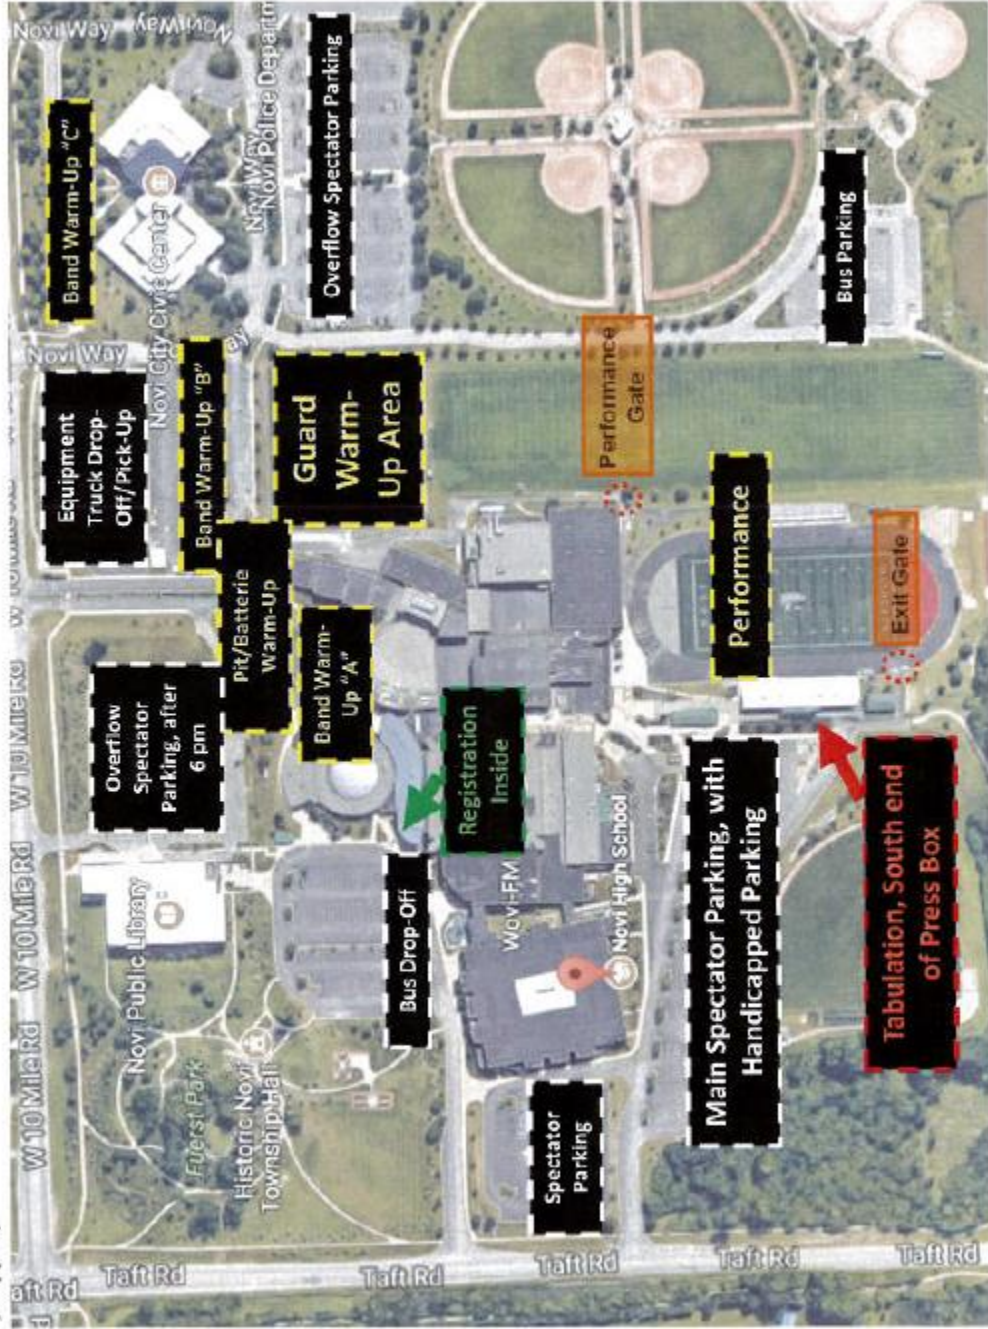 Taft Rd
W 10 Mile Rd
W 10 Mile Rd
W 10 Mile Rd
Novi Way
Novi Way
Band Warm-Up "C"
Equipment
Truck Drop-
Off/Pick-Up
Novi Way
Overflow
Spectator
Parking, after
6 pm
Novi Public Library
Taft Rd
Novi City Civic Center
Band Warm-Up "B"
Fuerst Park
Historic Novi
Township Hall
Pit/Batterie
Warm-Up
Novi Way
Novi Police Departm
Guard
Warm-
Up Area
Overflow Spectator Parking
Band Warm-
Up "A"
Bus Drop-Off
Taft Rd
Registration
Inside
WOVI-FM
Spectator
Parking
Taft Rd
Novi High School
Performance
Gate
Main Spectator Parking, with
Handicapped Parking
Taft Rd
Performance
Bus Parking
Tabulation, South end
of Press Box
Exit Gate
Taft Rd